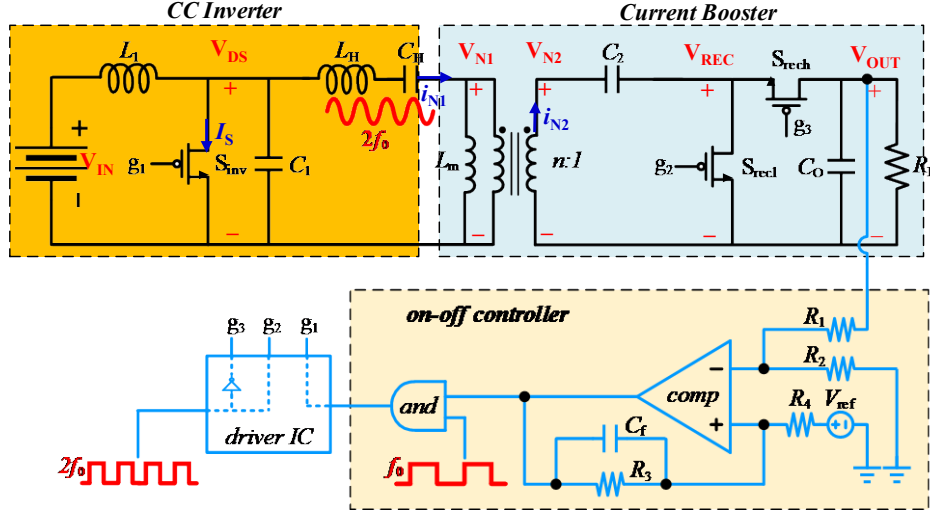 CC Inverter
Current Booster
L1
VDS
LH
CH
VN1
VN2
C2
VREC
Srech
VOUT
+
+
+
+
+
+
iN1
iN2
g3
IS
2f0
VIN
g1
Sinv
C1
Lm
n:1
g2
Srecl
CO
−
−
−
−
−
−
on-off controller
g3
g2
g1
R1
−
R2
comp
R4
Vref
and
+
+ −
driver IC
Cf
2f0
f0
R3